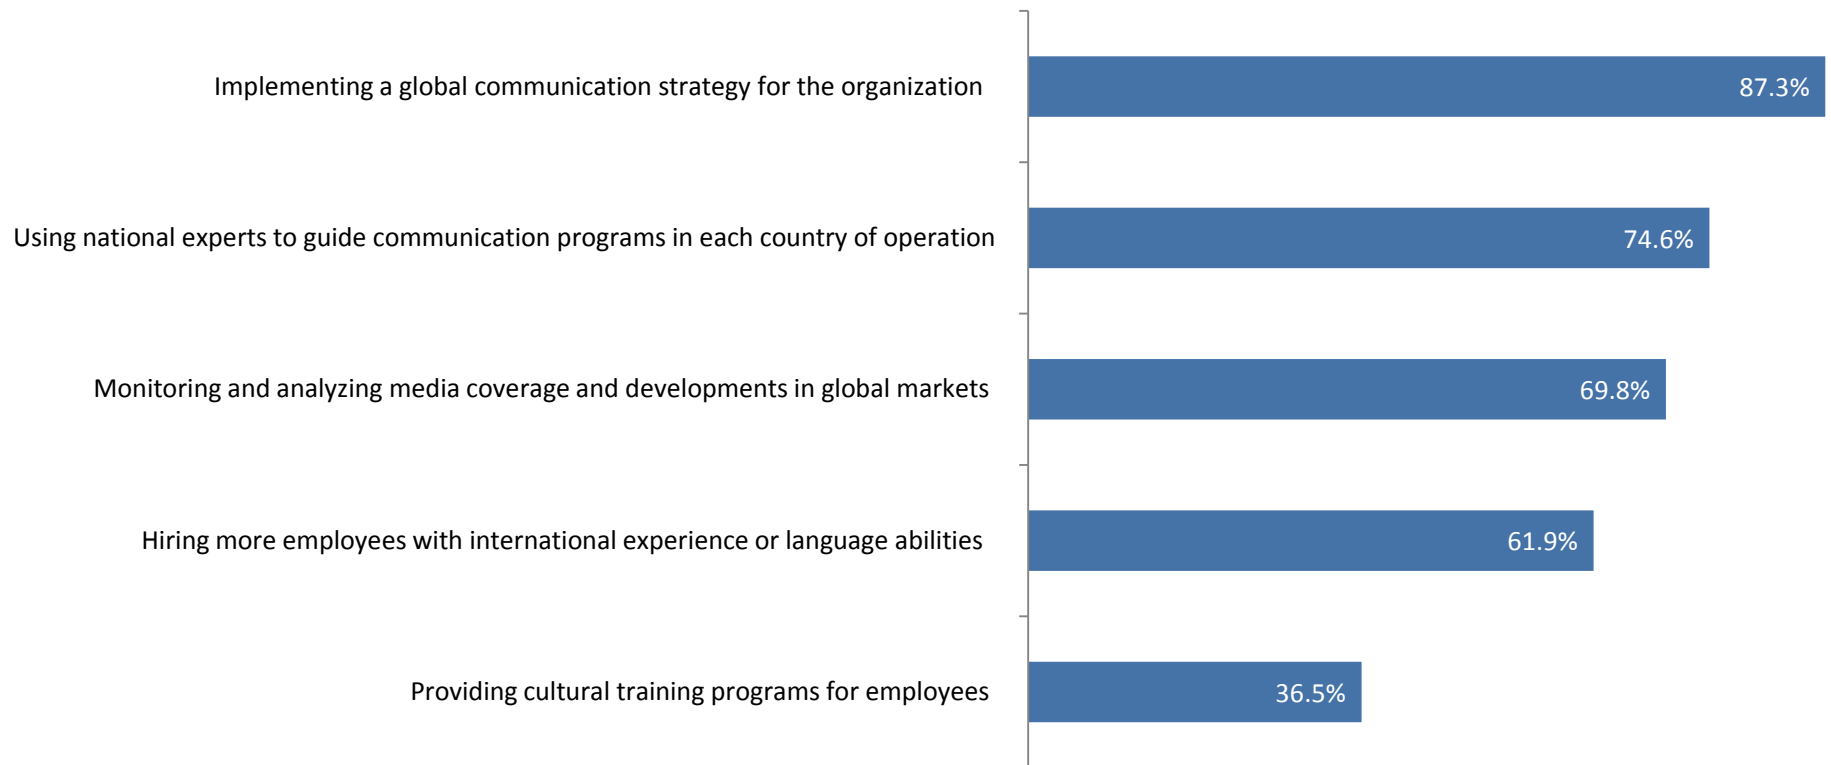 Implementing a global communication strategy for the organization
87.3%
Using national experts to guide communication programs in each country of operation
74.6%
Monitoring and analyzing media coverage and developments in global markets
69.8%
Hiring more employees with international experience or language abilities
61.9%
Providing cultural training programs for employees
36.5%